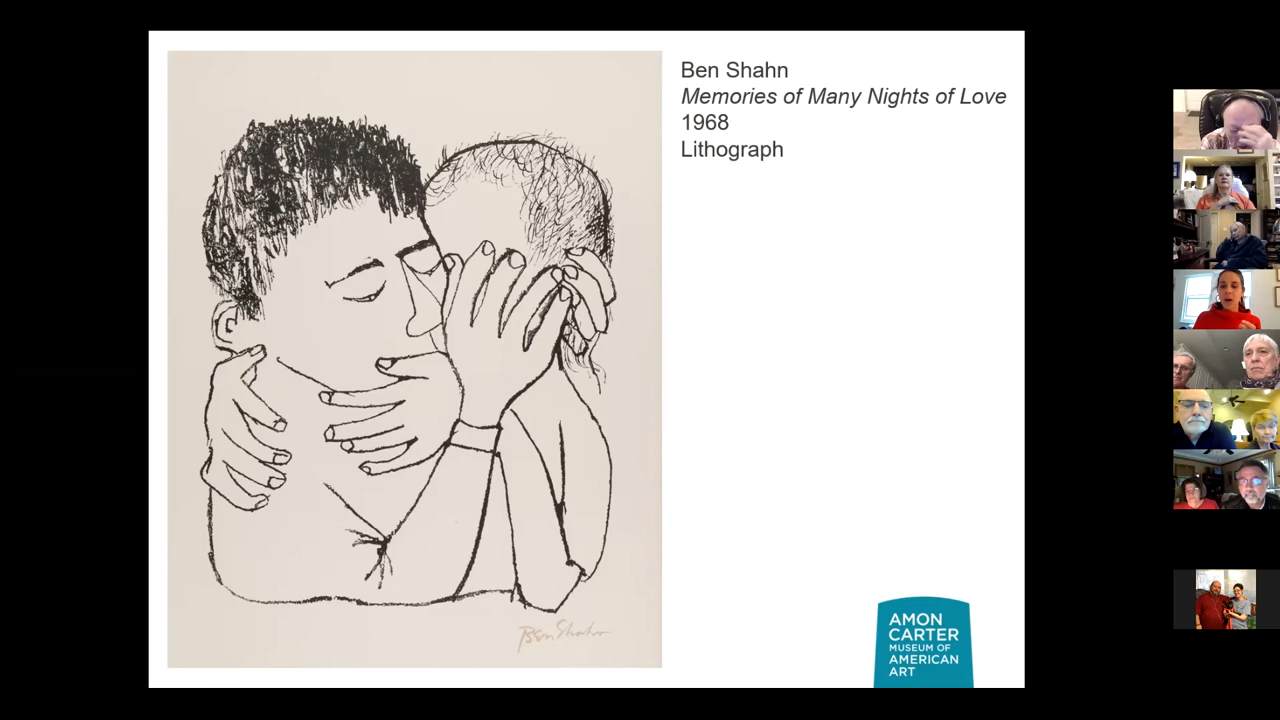 Ben Shahn
Memories of Many Nights of Love
1968
Lithograph
Ben Shahn
AMON
CARTER
MUSEUM OF
AMERICAN
ART